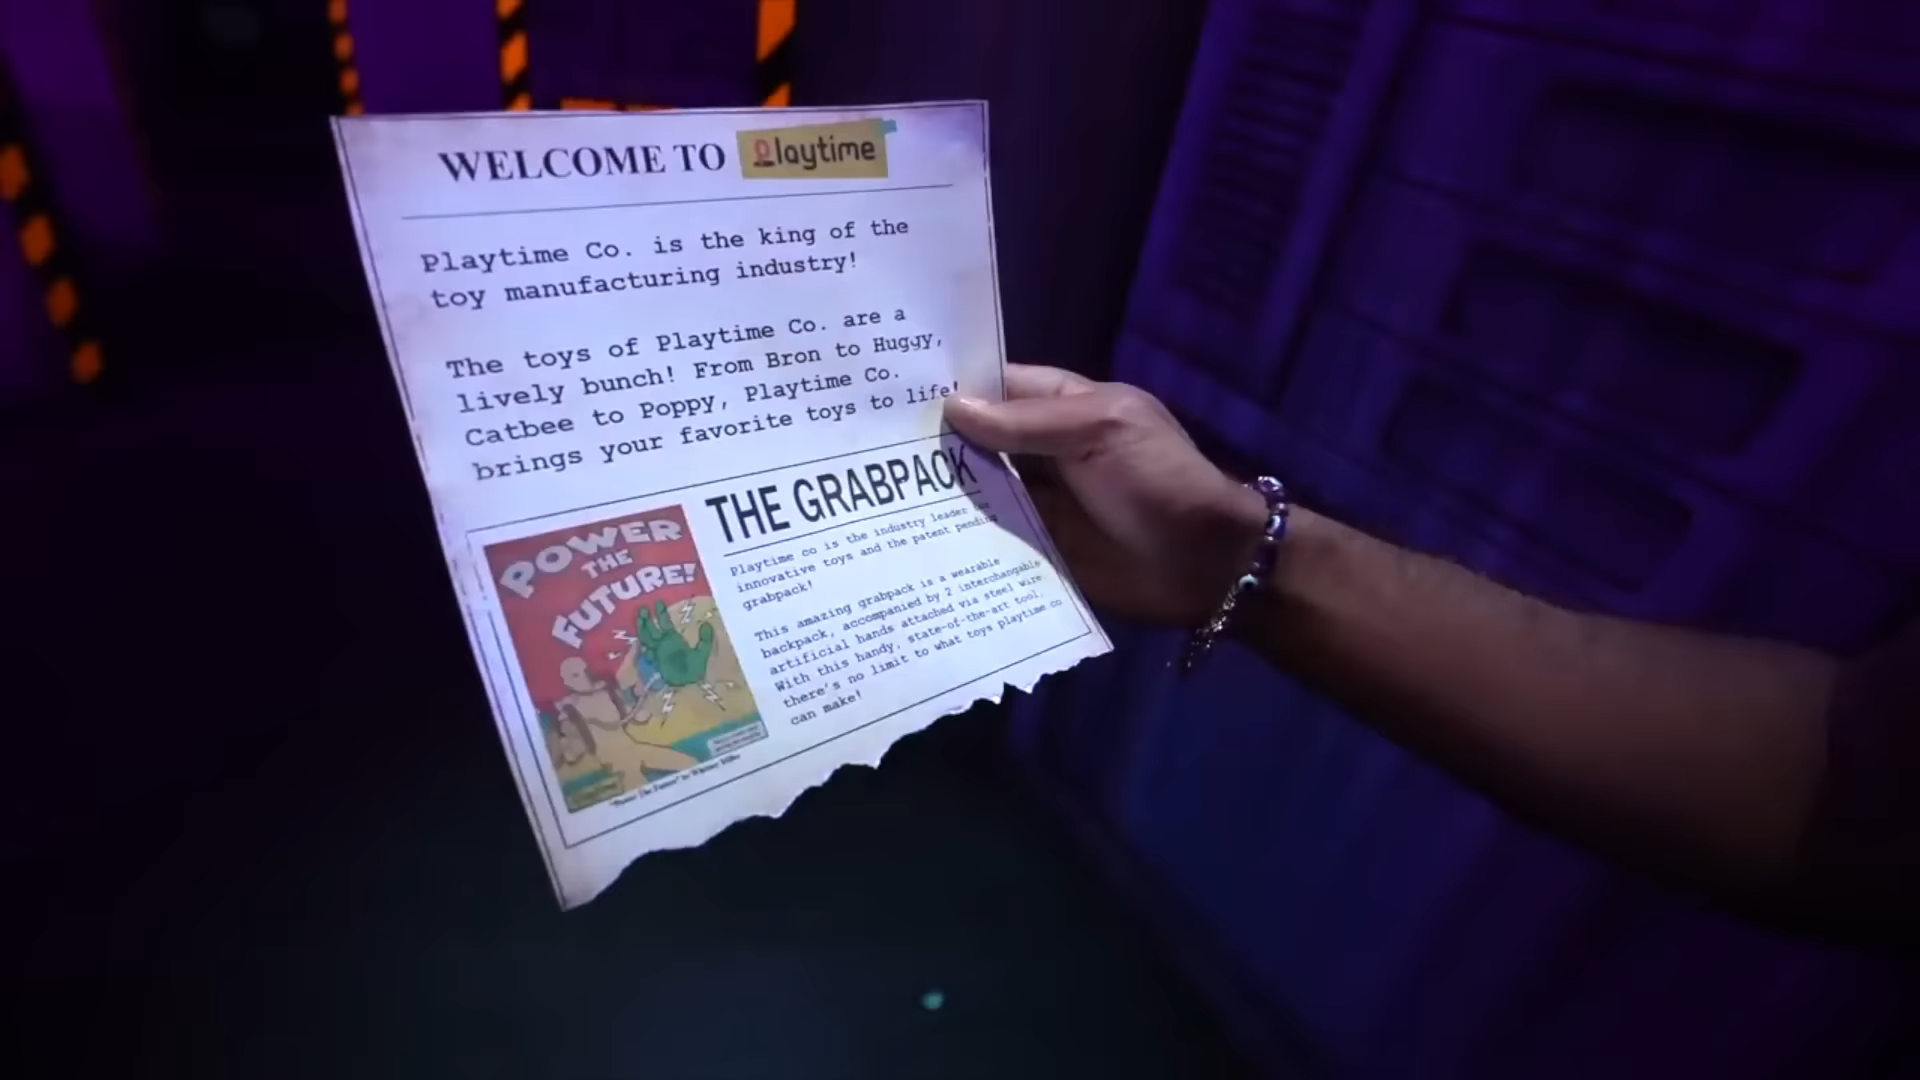 WELCOME TO Playtime
Playtime Co. is the king of the
toy manufacturing industry!
The toys of Playtime Co. are a
lively bunch! From Bron to Huggy,
Catbee to Poppy, Playtime Co.
brings your favorite toys to life!
THE GRABPACK
Playtime co is the industry leader
innovative toys and the patent pending
grabpack!
This amazing grabpack is a wearable
backpack, accompanied by 2 interchangable
artificial hands attached via steel wire.
With this handy, state-of-the-art tool,
there's no limit to what toys playtime co
can make!
POWER
THE
FUTURE!
"Power The Future" by